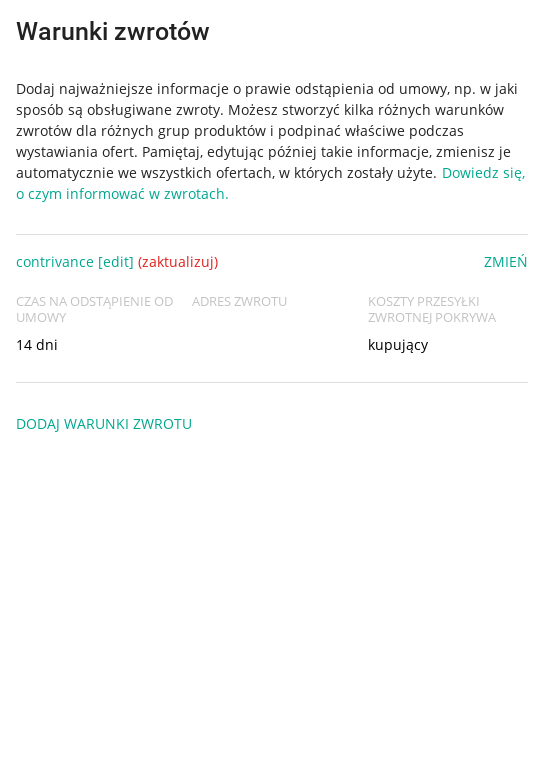 Warunki zwrotów
Dodaj najważniejsze informacje o prawie odstąpienia od umowy, np. w jaki
sposób są obsługiwane zwroty. Możesz stworzyć kilka różnych warunków
zwrotów dla różnych grup produktów i podpinać właściwe podczas
wystawiania ofert. Pamiętaj, edytując później takie informacje, zmienisz je
automatycznie we wszystkich ofertach, w których zostały użyte. Dowiedz się,
o czym informować w zwrotach.
contrivance [edit] (zaktualizuj) ZMIEŃ
CZAS NA ODSTĄPIENIE OD ADRES ZWROTU KOSZTY PRZESYŁKI
UMOWY ZWROTNEJ POKRYWA
14 dni kupujący
DODAJ WARUNKI ZWROTU